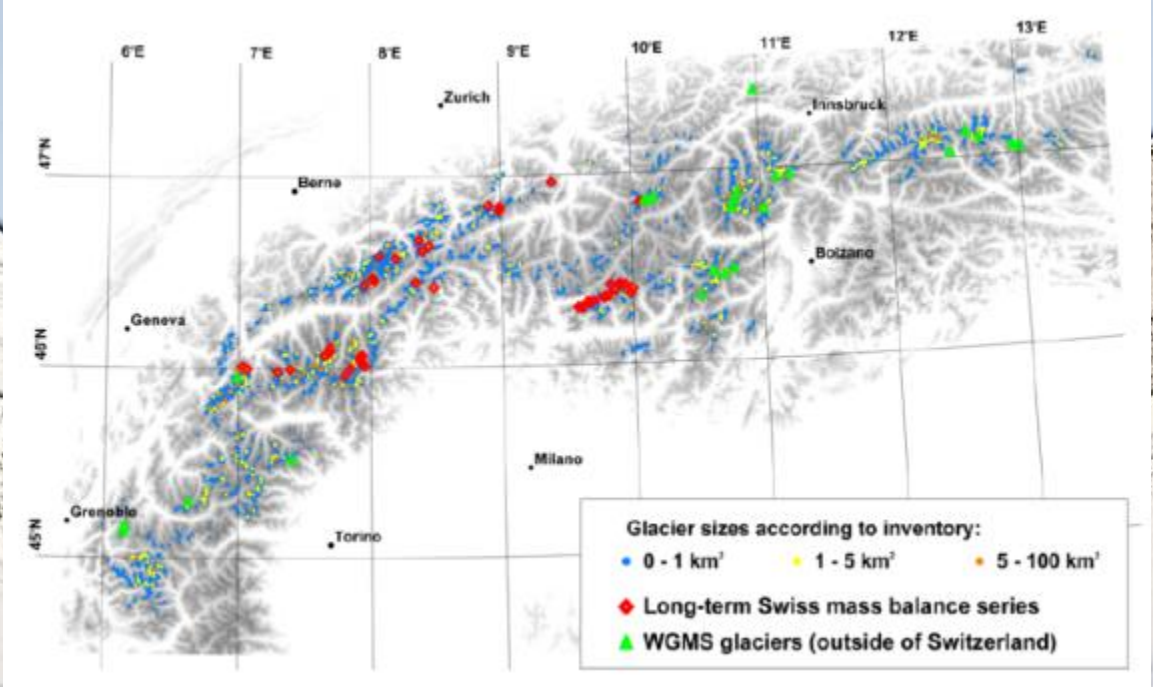 6°E 7°E 8°E 9°E 10°E 11°E 12°E 13°E
Zurich
Innsbruck
47°N
Berne
Bolzano
Geneva
46°N
Milano
Grenoble
45°N
Torino
Glacier sizes according to inventory:
0 - 1 km² 1 - 5 km² 5 - 100 km²
Long-term Swiss mass balance series
WGMS glaciers (outside of Switzerland)